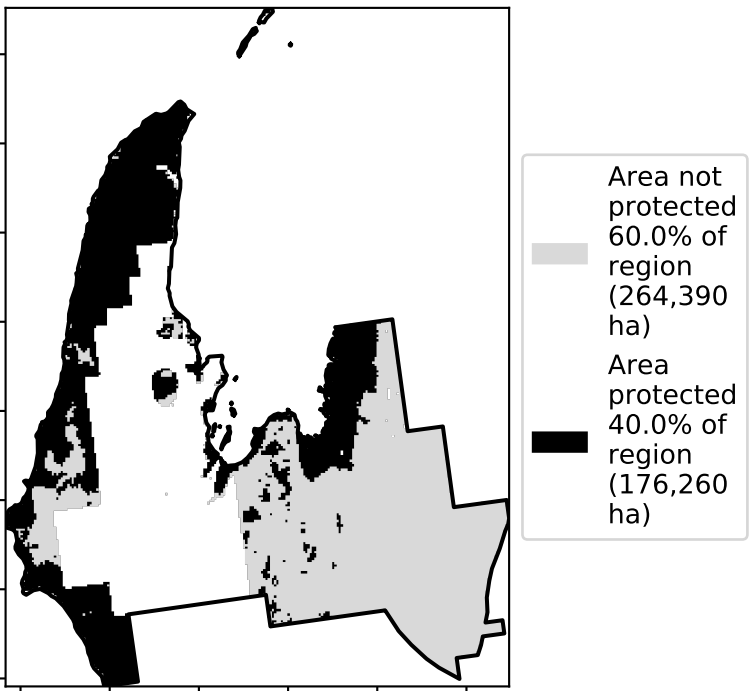 Area not
protected
60.0% of
region
(264,390
ha)
Area
protected
40.0% of
region
(176,260
ha)